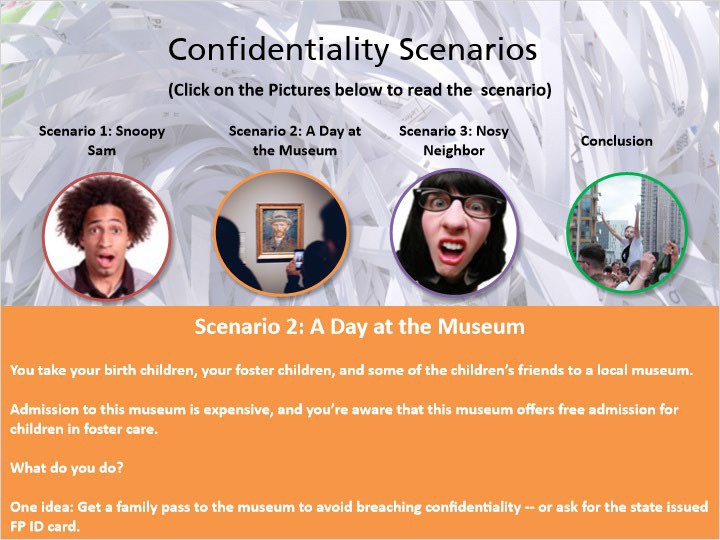 Confidentiality Scenarios
(Click on the Pictures below to read the  scenario)
Scenario 1: Snoopy
Sam
Scenario 2: A Day at
the Museum
Scenario 3: Nosy
Neighbor
Conclusion
Scenario 2: A Day at the Museum
You take your birth children, your foster children, and some of the children’s friends to a local museum.
Admission to this museum is expensive, and you’re aware that this museum offers free admission for
children in foster care.
What do you do?
One idea: Get a family pass to the museum to avoid breaching confidentiality -- or ask for the state issued
FP ID card.